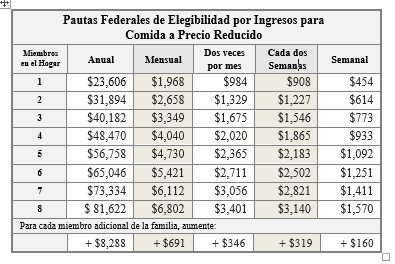 Pautas Federales de Elegibilidad por Ingresos para
Comida a Precio Reducido
Miembros en el Hogar Anual Mensual Dos veces por mes Cada dos Semanas Semanal
1 $23,606 $1,968 $984 $908 $454
2 $31,894 $2,658 $1,329 $1,227 $614
3 $40,182 $3,349 $1,675 $1,546 $773
4 $48,470 $4,040 $2,020 $1,865 $933
5 $56,758 $4,730 $2,365 $2,183 $1,092
6 $65,046 $5,421 $2,711 $2,502 $1,251
7 $73,334 $6,112 $3,056 $2,821 $1,411
8 $ 81,622 $6,802 $3,401 $3,140 $1,570
Para cada miembro adicional de la familia, aumente:
+ $8,288 + $691 + $346 + $319 + $160